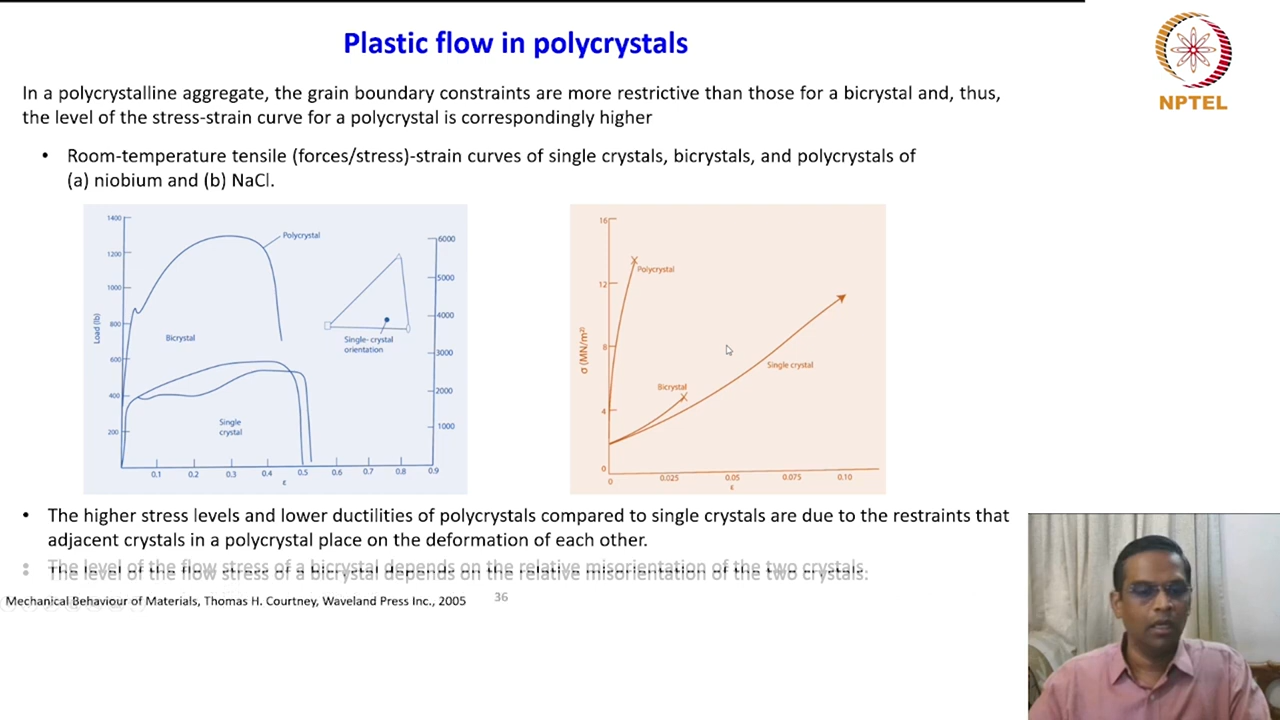 Plastic flow in polycrystals
NPTEL
In a polycrystalline aggregate, the grain boundary constraints are more restrictive than those for a bicrystal and, thus,
the level of the stress-strain curve for a polycrystal is correspondingly higher
• Room-temperature tensile (forces/stress)-strain curves of single crystals, bicrystals, and polycrystals of
(a) niobium and (b) NaCl.
1400
1200
1000
800
600
400
200
Load (lb)
Polycrystal
Bicrystal
Single
crystal
Single-crystal
orientation
6000
5000
4000
3000
2000
1000
0.1 0.2 0.3 0.4 0.5 0.6 0.7 0.8 0.9
ε
16
12
8
4
0
σ (MN/m²)
Polycrystal
Bicrystal
Single crystal
0 0.025 0.05 0.075 0.10
ε
• The higher stress levels and lower ductilities of polycrystals compared to single crystals are due to the restraints that
adjacent crystals in a polycrystal place on the deformation of each other.
• The level of the flow stress of a bicrystal depends on the relative misorientation of the two crystals.
Mechanical Behaviour of Materials, Thomas H. Courtney, Waveland Press Inc., 2005
36